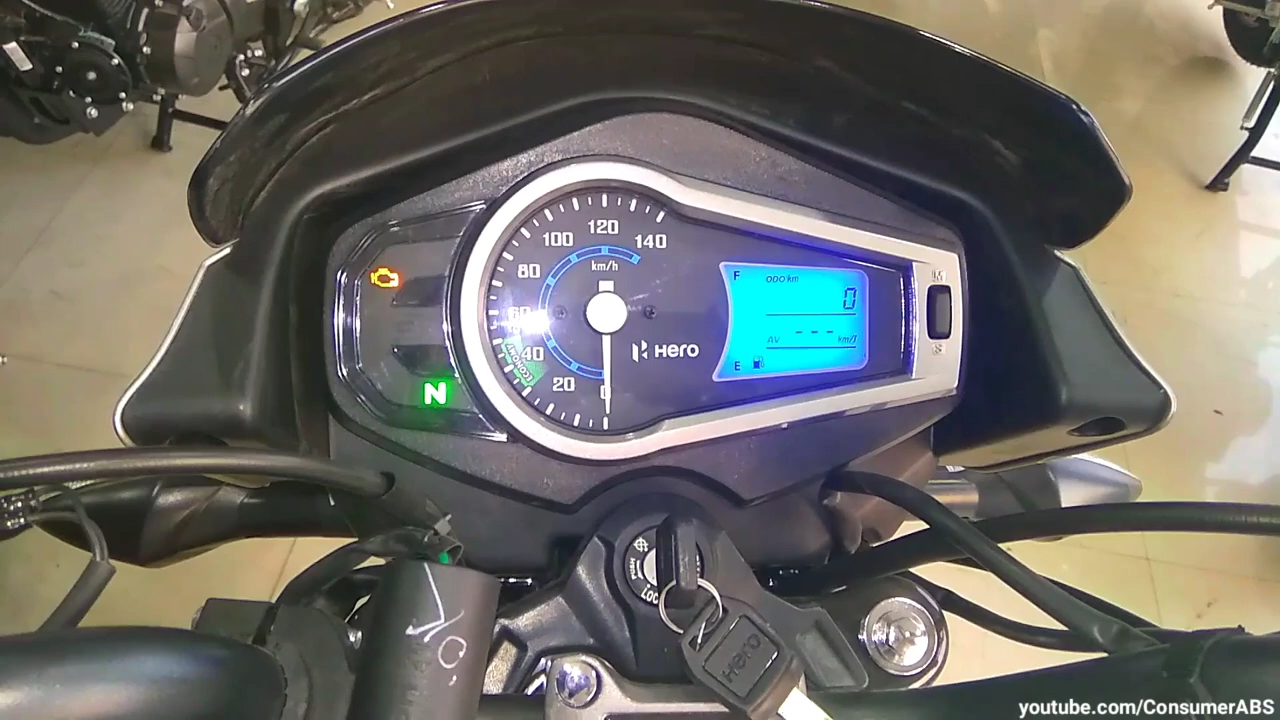 120
100
140
80
km/h
60
40
ECONOMY
20
0
Hero
N
F
ODO km
0
- - -
AV
km/l
E
M
S
Hero
youtube.com/ConsumerABS